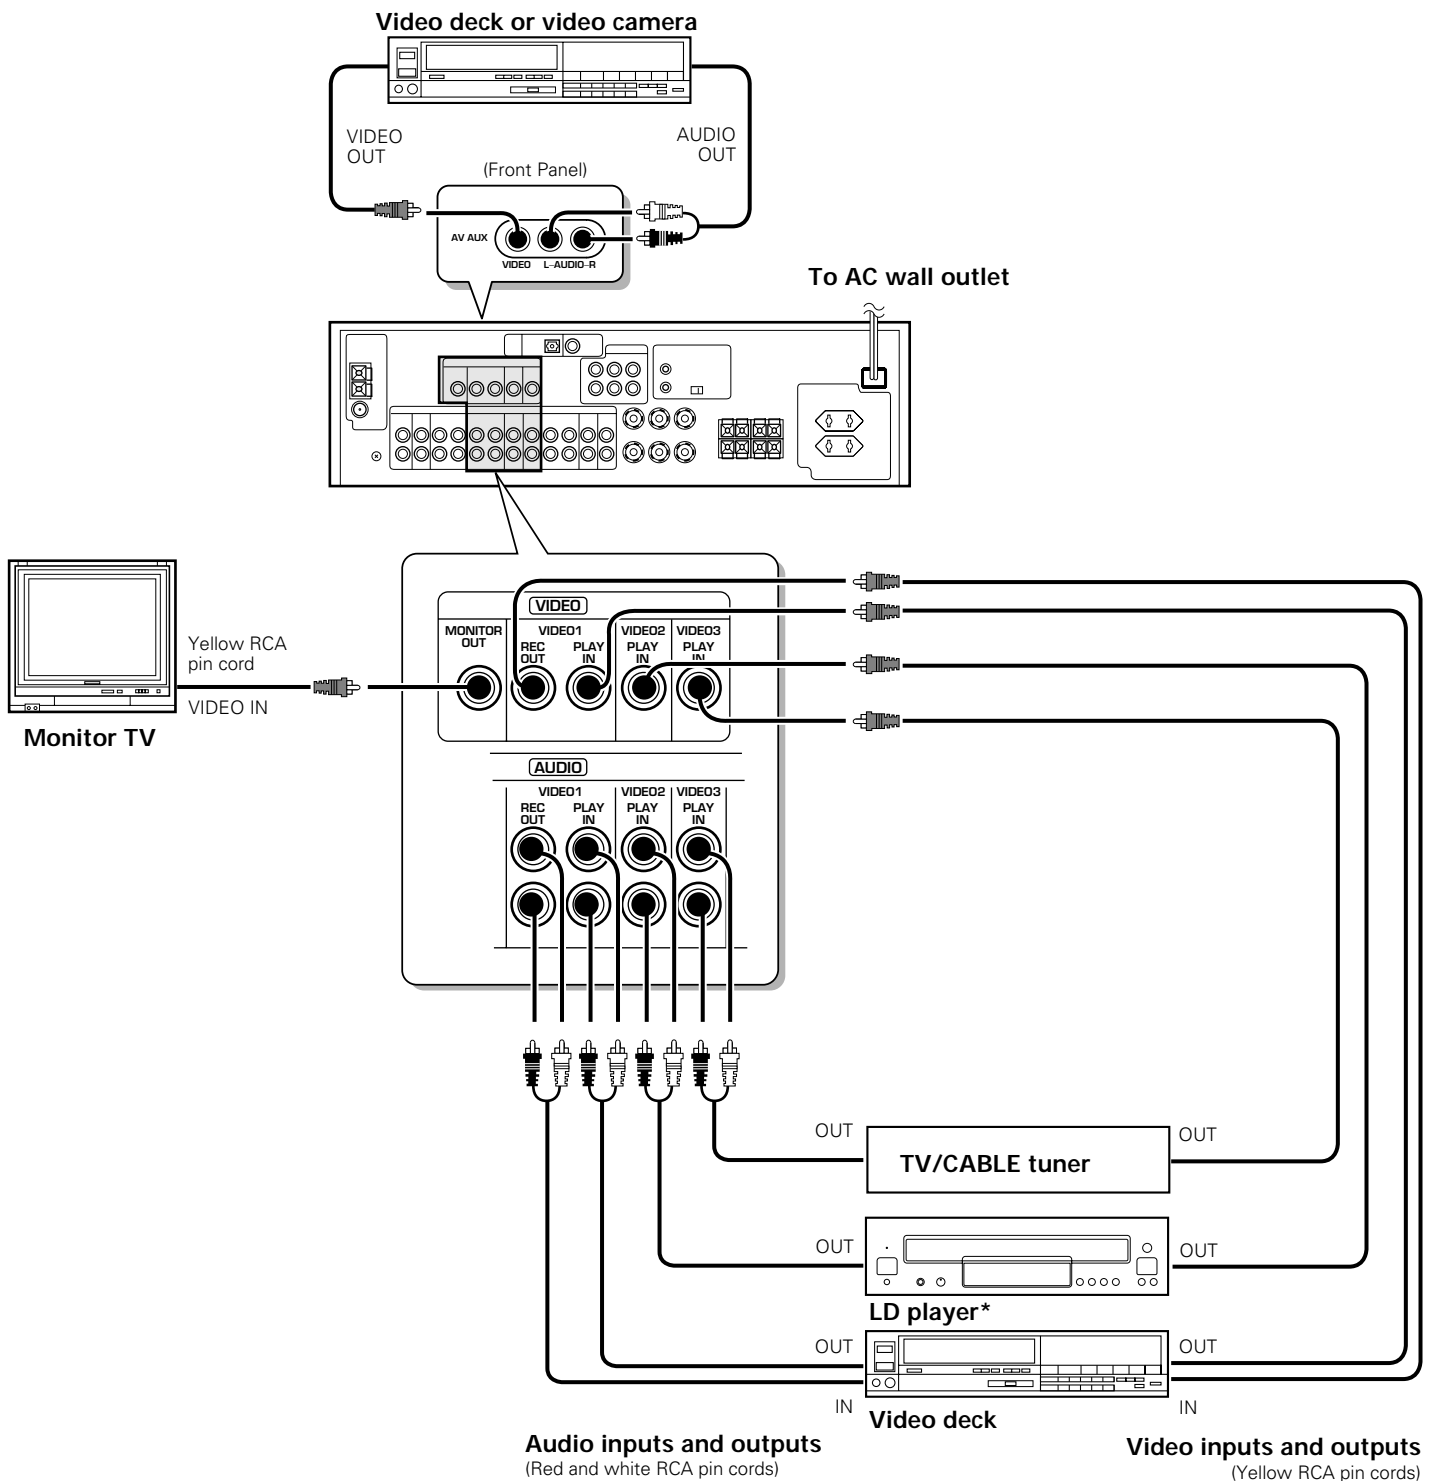 Video deck or video camera
VIDEO
OUT
AUDIO
OUT
(Front Panel)
AV AUX
VIDEO L–AUDIO–R
To AC wall outlet
VIDEO
MONITOR
OUT
VIDEO1
REC
OUT
PLAY
IN
VIDEO2
PLAY
IN
VIDEO3
PLAY
IN
Yellow RCA
pin cord
VIDEO IN
Monitor TV
AUDIO
VIDEO1
REC
OUT
PLAY
IN
VIDEO2
PLAY
IN
VIDEO3
PLAY
IN
OUT
TV/CABLE tuner
OUT
OUT
OUT
LD player*
OUT
OUT
IN
Video deck
IN
Audio inputs and outputs
(Red and white RCA pin cords)
Video inputs and outputs
(Yellow RCA pin cords)